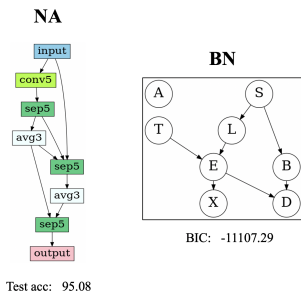 NA
input
conv5
sep5
avg3
sep5
avg3
sep5
output
Test acc: 95.08
BN
A S
T L
E B
X D
BIC: -11107.29